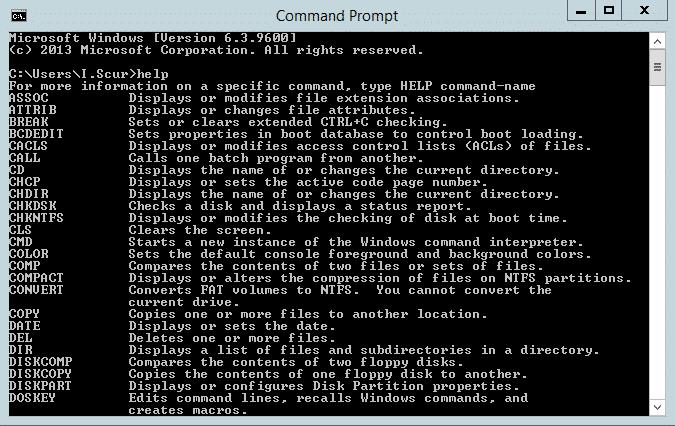 Command Prompt
Microsoft Windows [Version 6.3.9600]
(c) 2013 Microsoft Corporation. All rights reserved.
C:\Users\I.Scur>help
For more information on a specific command, type HELP command-name
ASSOC Displays or modifies file extension associations.
ATTRIB Displays or changes file attributes.
BREAK Sets or clears extended CTRL+C checking.
BCDEDIT Sets properties in boot database to control boot loading.
CACLS Displays or modifies access control lists (ACLs) of files.
CALL Calls one batch program from another.
CD Displays the name of or changes the current directory.
CHCP Displays or sets the active code page number.
CHDIR Displays the name of or changes the current directory.
CHKDSK Checks a disk and displays a status report.
CHKNTFS Displays or modifies the checking of disk at boot time.
CLS Clears the screen.
CMD Starts a new instance of the Windows command interpreter.
COLOR Sets the default console foreground and background colors.
COMP Compares the contents of two files or sets of files.
COMPACT Displays or alters the compression of files on NTFS partitions.
CONVERT Converts FAT volumes to NTFS. You cannot convert the
current drive.
COPY Copies one or more files to another location.
DATE Displays or sets the date.
DEL Deletes one or more files.
DIR Displays a list of files and subdirectories in a directory.
DISKCOMP Compares the contents of two floppy disks.
DISKCOPY Copies the contents of one floppy disk to another.
DISKPART Displays or configures Disk Partition properties.
DOSKEY Edits command lines, recalls Windows commands, and
creates macros.